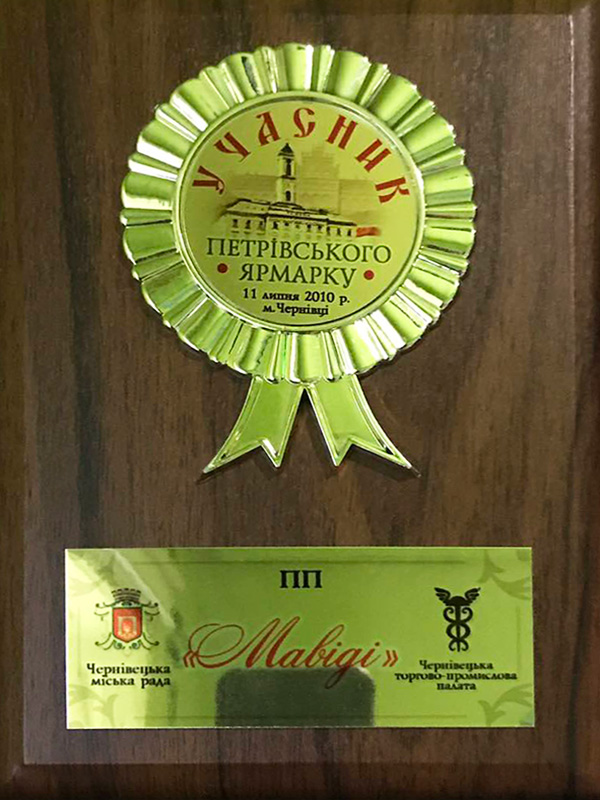 УЧАСНИК
ПЕТРІВСЬКОГО
• ЯРМАРКУ •
11 липня 2010 р.
м. Чернівці
ПП
«Мавіді»
Чернівецька
міська рада
Чернівецька
торгово-промислова
палата